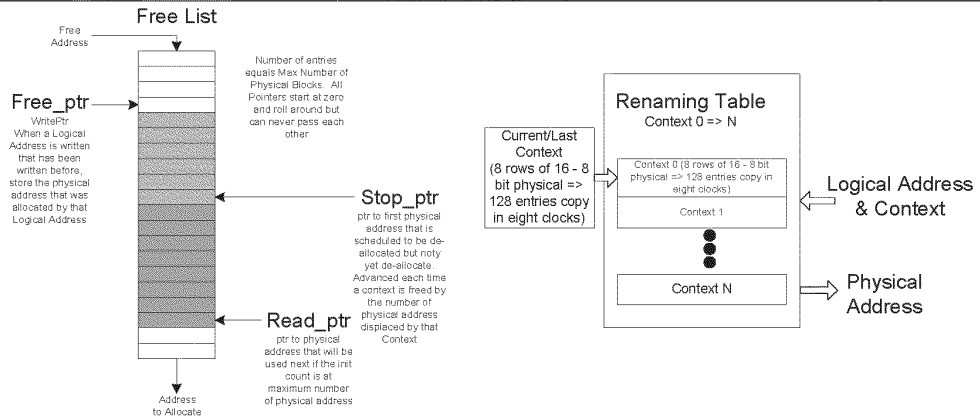 Free List
Free
Address
Number of entries
equals Max Number of
Physical Blocks. All
Pointers start at zero
and roll around but
can never pass each
other
Free_ptr
WritePtr
When a Logical
Address is written
that has been
written before,
store the physical
address that was
allocated by that
Logical Address
Stop_ptr
ptr to first physical
address that is
scheduled to be de-
allocated but noty
yet de-allocate.
Advanced each time
a context is freed by
the number of
physical address
displaced by that
Context
Read_ptr
ptr to physical
address that will be
used next if the init
count is at
maximum number
of physical address
Address
to Allocate
Current/Last
Context
(8 rows of 16 - 8
bit physical =>
128 entries copy
in eight clocks)
Renaming Table
Context 0 => N
Context 0 (8 rows of 16 - 8 bit
physical => 128 entries copy in
eight clocks)
Context 1
Context N
Logical Address
& Context
Physical
Address